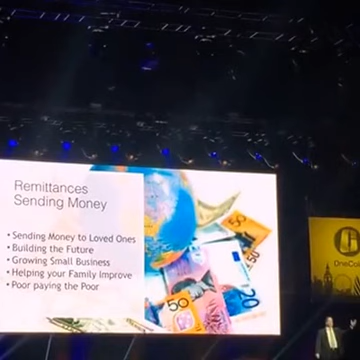 Remittances
Sending Money
• Sending Money to Loved Ones
• Building the Future
• Growing Small Business
• Helping your Family Improve
• Poor paying the Poor
50
50
20
OneCoi